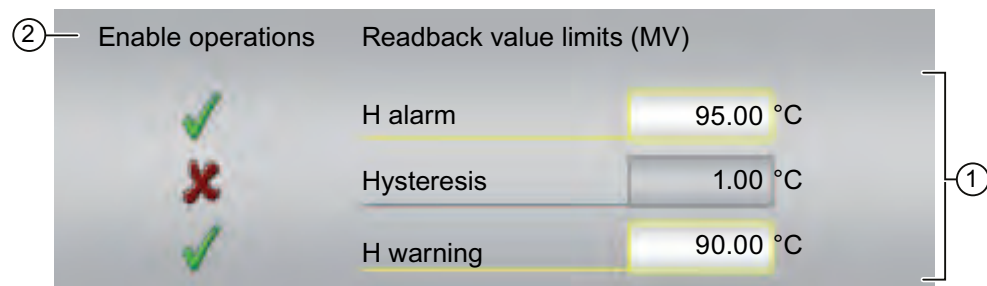 ② Enable operations Readback value limits (MV)
H alarm 95.00 °C
Hysteresis 1.00 °C ①
H warning 90.00 °C